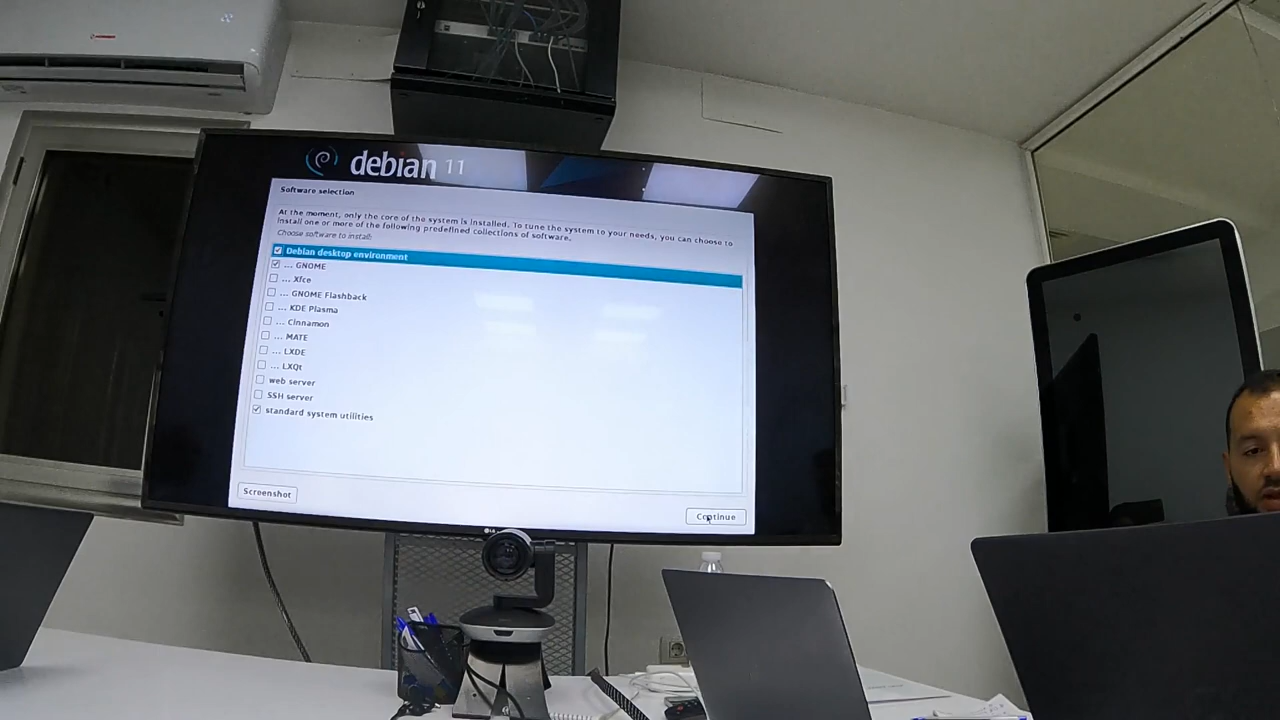 debian 11
Software selection
At the moment, only the core of the system is installed. To tune the system to your needs, you can choose to
install one or more of the following predefined collections of software.
Choose software to install:
Debian desktop environment
... GNOME
... Xfce
... GNOME Flashback
... KDE Plasma
... Cinnamon
... MATE
... LXDE
... LXQt
web server
SSH server
standard system utilities
Screenshot
Continue
LG